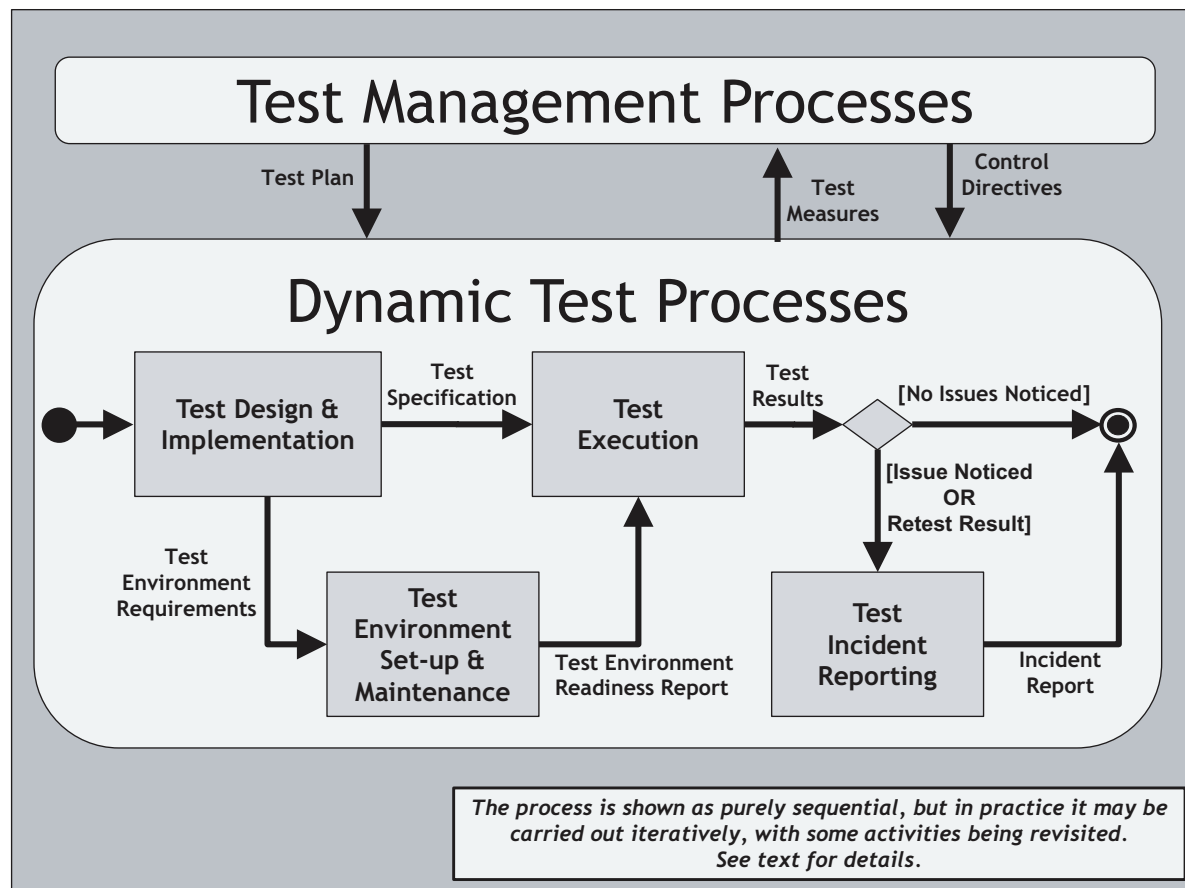 Test Management Processes
Test Plan
Test
Measures
Control
Directives
Dynamic Test Processes
Test Design &
Implementation
Test
Specification
Test
Execution
Test
Results
[No Issues Noticed]
[Issue Noticed
OR
Retest Result]
Test
Environment
Requirements
Test
Environment
Set-up &
Maintenance
Test Environment
Readiness Report
Test
Incident
Reporting
Incident
Report
The process is shown as purely sequential, but in practice it may be
carried out iteratively, with some activities being revisited.
See text for details.